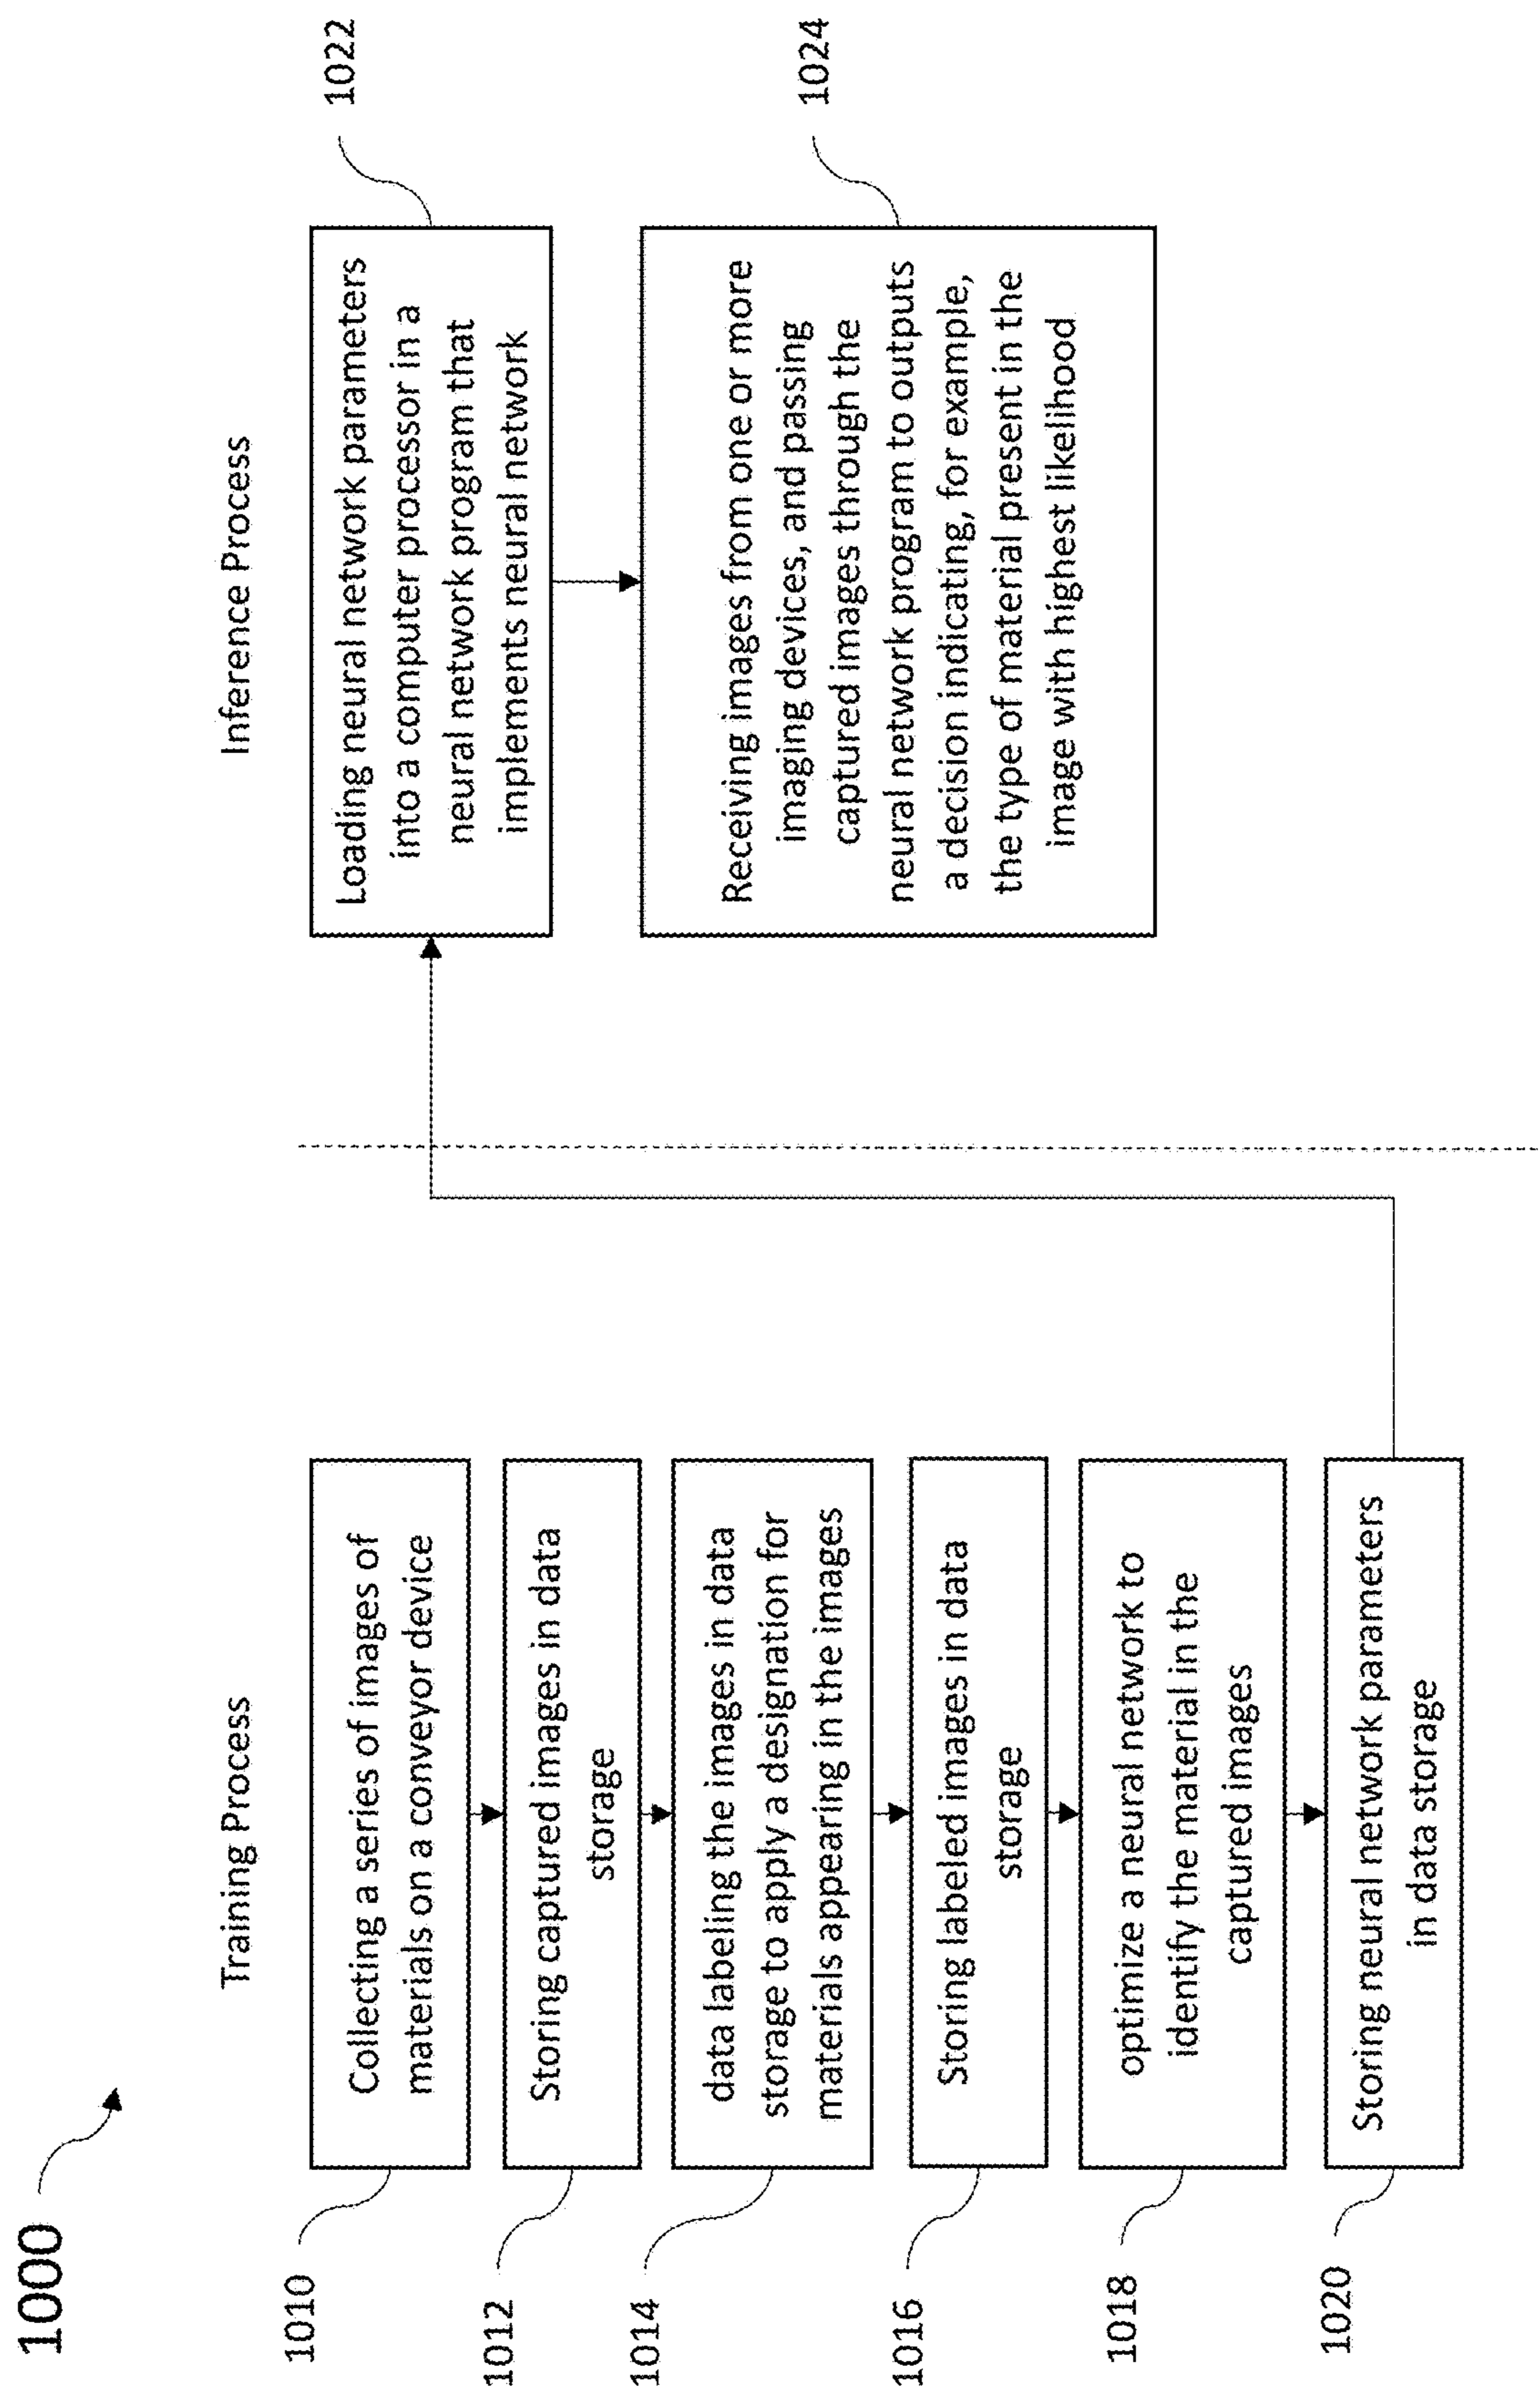 1000
Training Process
1010
Collecting a series of images of
materials on a conveyor device
1012
Storing captured images in data
storage
1014
data labeling the images in data
storage to apply a designation for
materials appearing in the images
1016
Storing labeled images in data
storage
1018
optimize a neural network to
identify the material in the
captured images
1020
Storing neural network parameters
in data storage
Inference Process
Loading neural network parameters
into a computer processor in a
neural network program that
implements neural network
1022
Receiving images from one or more
imaging devices, and passing
captured images through the
neural network program to outputs
a decision indicating, for example,
the type of material present in the
image with highest likelihood
1024